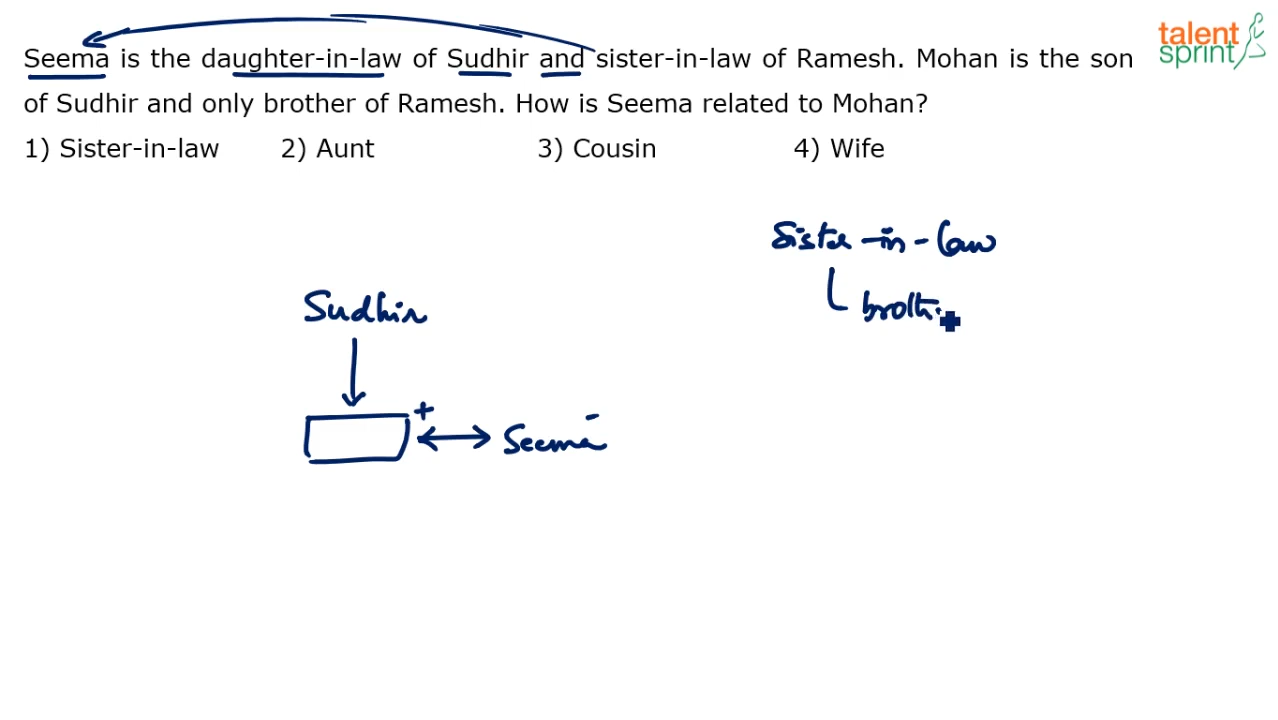 talent
sprint
Seema is the daughter-in-law of Sudhir and sister-in-law of Ramesh. Mohan is the son
of Sudhir and only brother of Ramesh. How is Seema related to Mohan?
1) Sister-in-law 2) Aunt 3) Cousin 4) Wife
Sister-in-law
Sudhir
broth
+
Seema